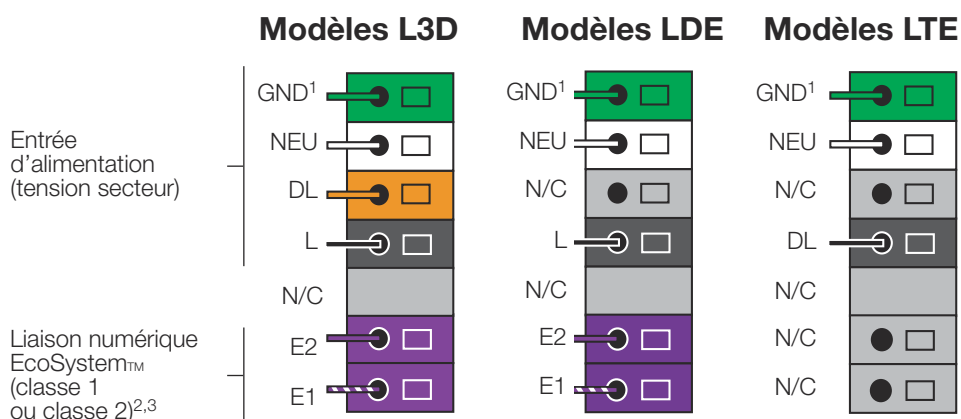 Modèles L3D
Modèles LDE
Modèles LTE
Entrée
d'alimentation
(tension secteur)
GND¹
NEU
DL
L
N/C
Liaison numérique
EcoSystem™
(classe 1
ou classe 2)²,³
E2
E1
GND¹
NEU
N/C
L
N/C
E2
E1
GND¹
NEU
N/C
DL
N/C
N/C
N/C